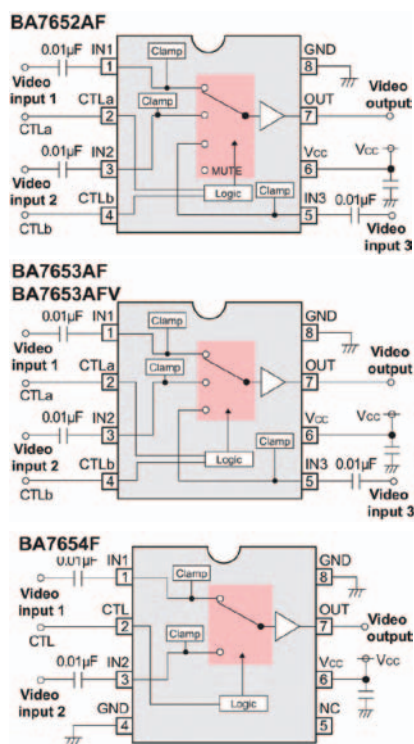 BA7652AF
0.01µF IN1
Clamp
GND
1
8
Video
input 1
CTLa
Clamp
OUT
Video
output
2
7
CTLa
0.01µF IN2
VCC
VCC
3
6
MUTE
Video
input 2
CTLb
Logic
Clamp
IN3 0.01µF
4
5
CTLb
Video
input 3
BA7653AF
BA7653AFV
0.01µF IN1
Clamp
GND
1
8
Video
input 1
CTLa
Clamp
OUT
Video
output
2
7
CTLa
0.01µF IN2
VCC
VCC
3
6
Video
input 2
CTLb
Logic
Clamp
IN3 0.01µF
4
5
CTLb
Video
input 3
BA7654F
0.01µF IN1
Clamp
GND
1
8
Video
input 1
CTL
OUT
Video
output
2
7
CTL
Clamp
0.01µF IN2
VCC
VCC
3
6
Video
input 2
GND
Logic
NC
4
5